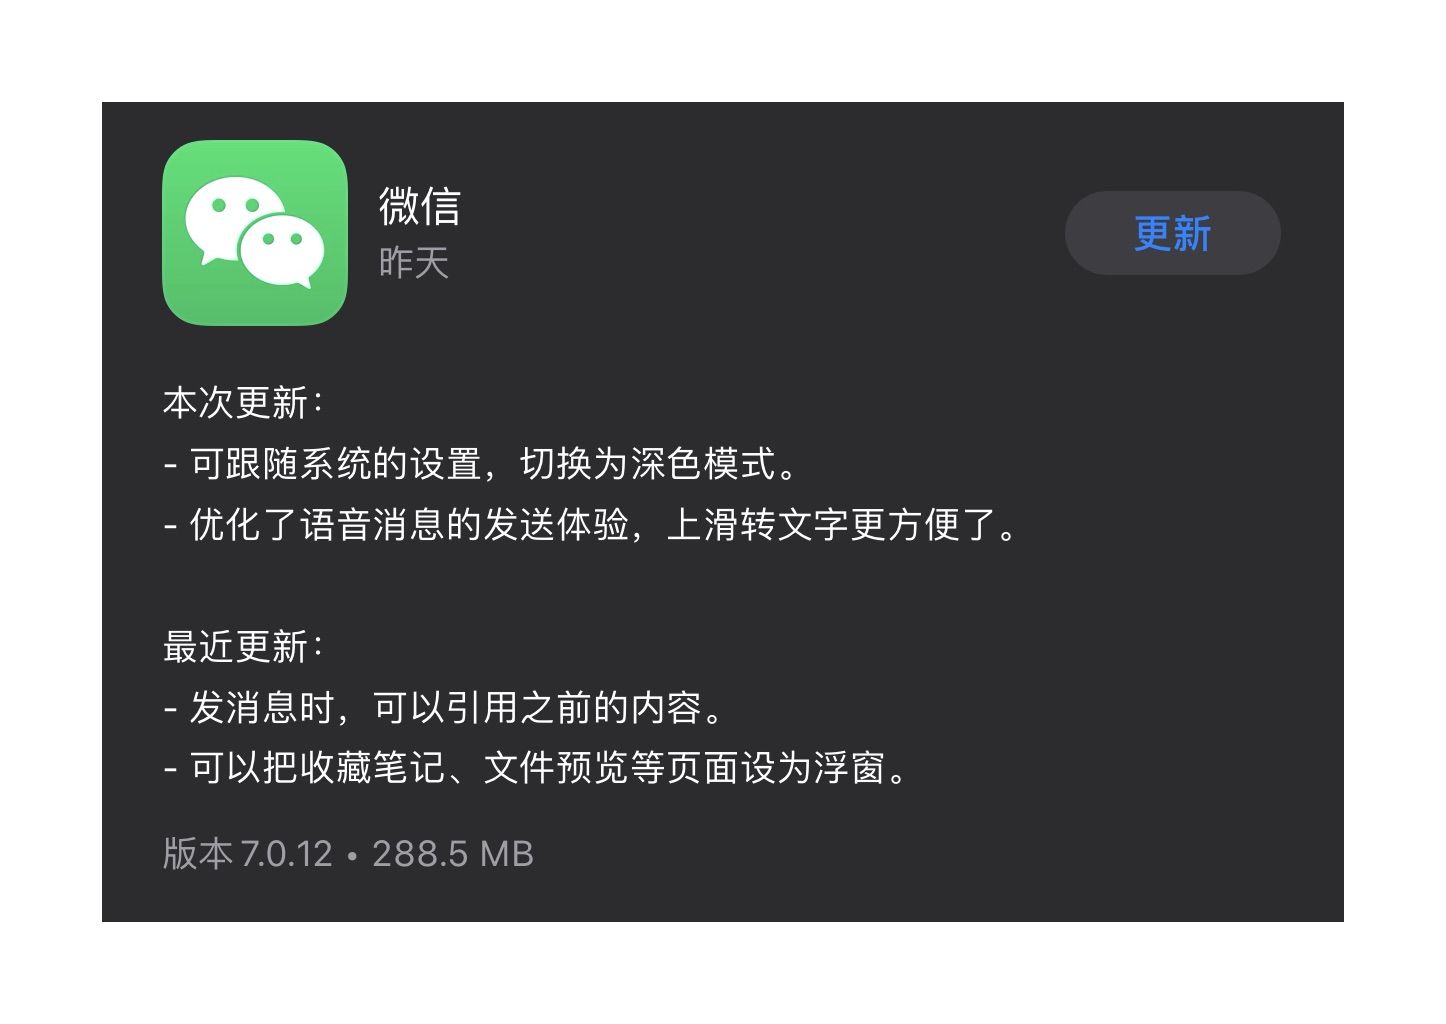 微信
昨天
更新
本次更新：
- 可跟随系统的设置，切换为深色模式。
- 优化了语音消息的发送体验，上滑转文字更方便了。
最近更新：
- 发消息时，可以引用之前的内容。
- 可以把收藏笔记、文件预览等页面设为浮窗。
版本 7.0.12 • 288.5 MB